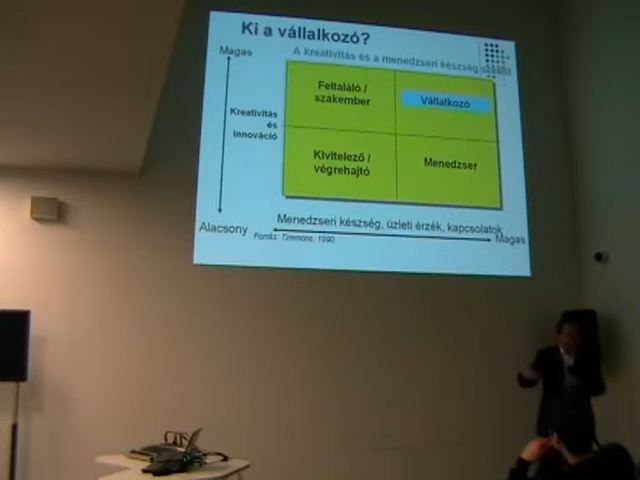 Ki a vállalkozó?
A kreativitás és a menedzseri készség
Magas
Feltaláló /
szakember
Vállalkozó
Kreativitás
és
innováció
Kivitelező /
végrehajtó
Menedzser
Menedzseri készség, üzleti érzék, kapcsolatok
Alacsony
Magas
Forrás: Timmons, 1990